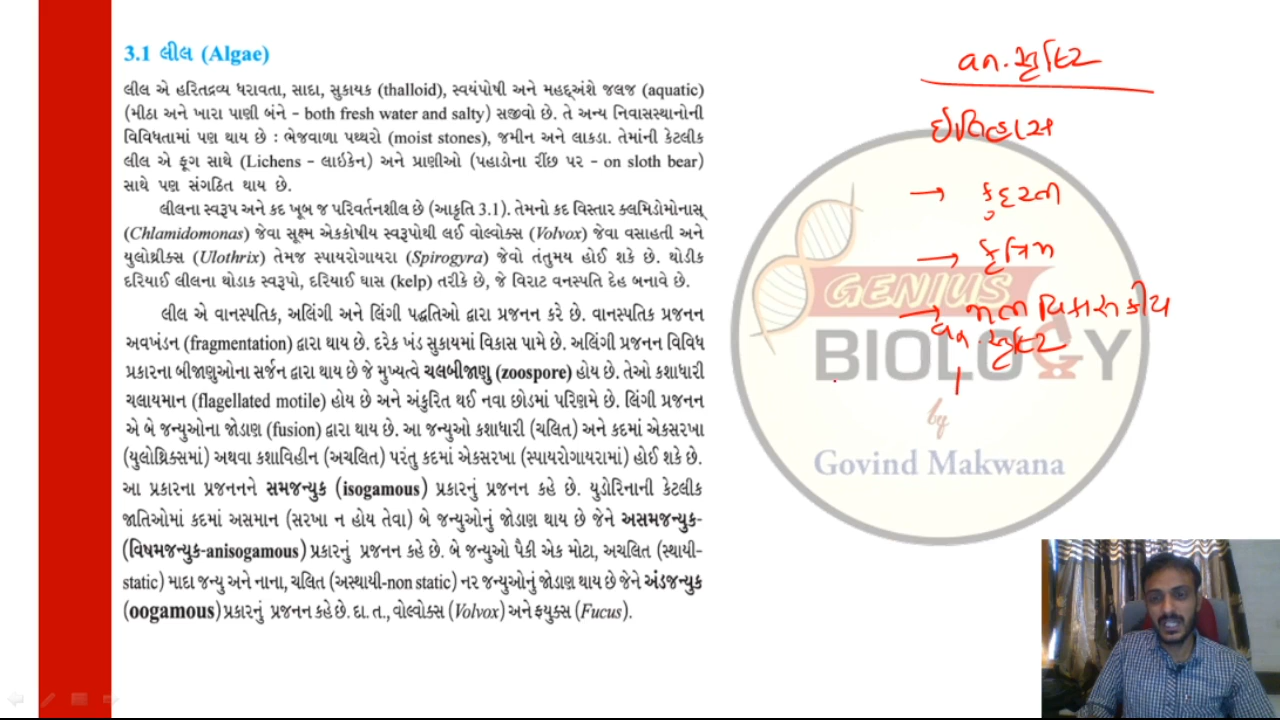 3.1 લીલ (Algae)
લીલ એ હરિતદ્રવ્ય ધરાવતા, સાદા, સુકાયક (thalloid), સ્વયંપોષી અને મહદ્અંશે જલજ (aquatic)
(મીઠા અને ખારા પાણી બંને – both fresh water and salty) સજીવો છે. તે અન્ય નિવાસસ્થાનોની
વિવિધતામાં પણ થાય છે : ભેજવાળા પથ્થરો (moist stones), જમીન અને લાકડા. તેમાંની કેટલીક
લીલ એ ફૂગ સાથે (Lichens – લાઇકેન) અને પ્રાણીઓ (પહાડોના રીંછ પર – on sloth bear)
સાથે પણ સંગઠિત થાય છે.
લીલના સ્વરૂપ અને કદ ખૂબ જ પરિવર્તનશીલ છે (આકૃતિ 3.1). તેમનો કદ વિસ્તાર ક્લમિડોમોનાસ્
(Chlamidomonas) જેવા સૂક્ષ્મ એકકોષીય સ્વરૂપોથી લઈ વોલ્વોક્સ (Volvox) જેવા વસાહતી અને
યુલોથ્રીક્સ (Ulothrix) તેમજ સ્પાયરોગાયરા (Spirogyra) જેવો તંતુમય હોઈ શકે છે. થોડીક
દરિયાઈ લીલના થોડાક સ્વરૂપો, દરિયાઈ ઘાસ (kelp) તરીકે છે, જે વિરાટ વનસ્પતિ દેહ બનાવે છે.
લીલ એ વાનસ્પતિક, અલિંગી અને લિંગી પદ્ધતિઓ દ્વારા પ્રજનન કરે છે. વાનસ્પતિક પ્રજનન
અવખંડન (fragmentation) દ્વારા થાય છે. દરેક ખંડ સુકાયમાં વિકાસ પામે છે. અલિંગી પ્રજનન વિવિધ
પ્રકારના બીજાણુઓના સર્જન દ્વારા થાય છે જે મુખ્યત્વે ચલબીજાણુ (zoospore) હોય છે. તેઓ કશાધારી
ચલાયમાન (flagellated motile) હોય છે અને અંકુરિત થઈ નવા છોડમાં પરિણમે છે. લિંગી પ્રજનન
એ બે જન્યુઓના જોડાણ (fusion) દ્વારા થાય છે. આ જન્યુઓ કશાધારી (ચલિત) અને કદમાં એકસરખા
(યુલોથ્રિક્સમાં) અથવા કશાવિહીન (અચલિત) પરંતુ કદમાં એકસરખા (સ્પાયરોગાયરામાં) હોઈ શકે છે.
આ પ્રકારના પ્રજનનને સમજન્યુક (isogamous) પ્રકારનું પ્રજનન કહે છે. યુડોરિનાની કેટલીક
જાતિઓમાં કદમાં અસમાન (સરખા ન હોય તેવા) બે જન્યુઓનું જોડાણ થાય છે જેને અસમજન્યુક-
(વિષમજન્યુક-anisogamous) પ્રકારનું પ્રજનન કહે છે. બે જન્યુઓ પૈકી એક મોટા, અચલિત (સ્થાયી-
static) માદા જન્યુ અને નાના, ચલિત (અસ્થાયી-non static) નર જન્યુઓનું જોડાણ થાય છે જેને અંડજન્યુક
(oogamous) પ્રકારનું પ્રજનન કહે છે. દા. ત., વોલ્વોક્સ (Volvox) અને ફ્યુક્સ (Fucus).
વન. સૃષ્ટિ
ઇતિહાસ
→ કુદરતી
→ કૃત્રિમ
→ જાતિવિકાસકીય
વન. સૃષ્ટિ
GENIUS
BIOLOGY
by
Govind Makwana